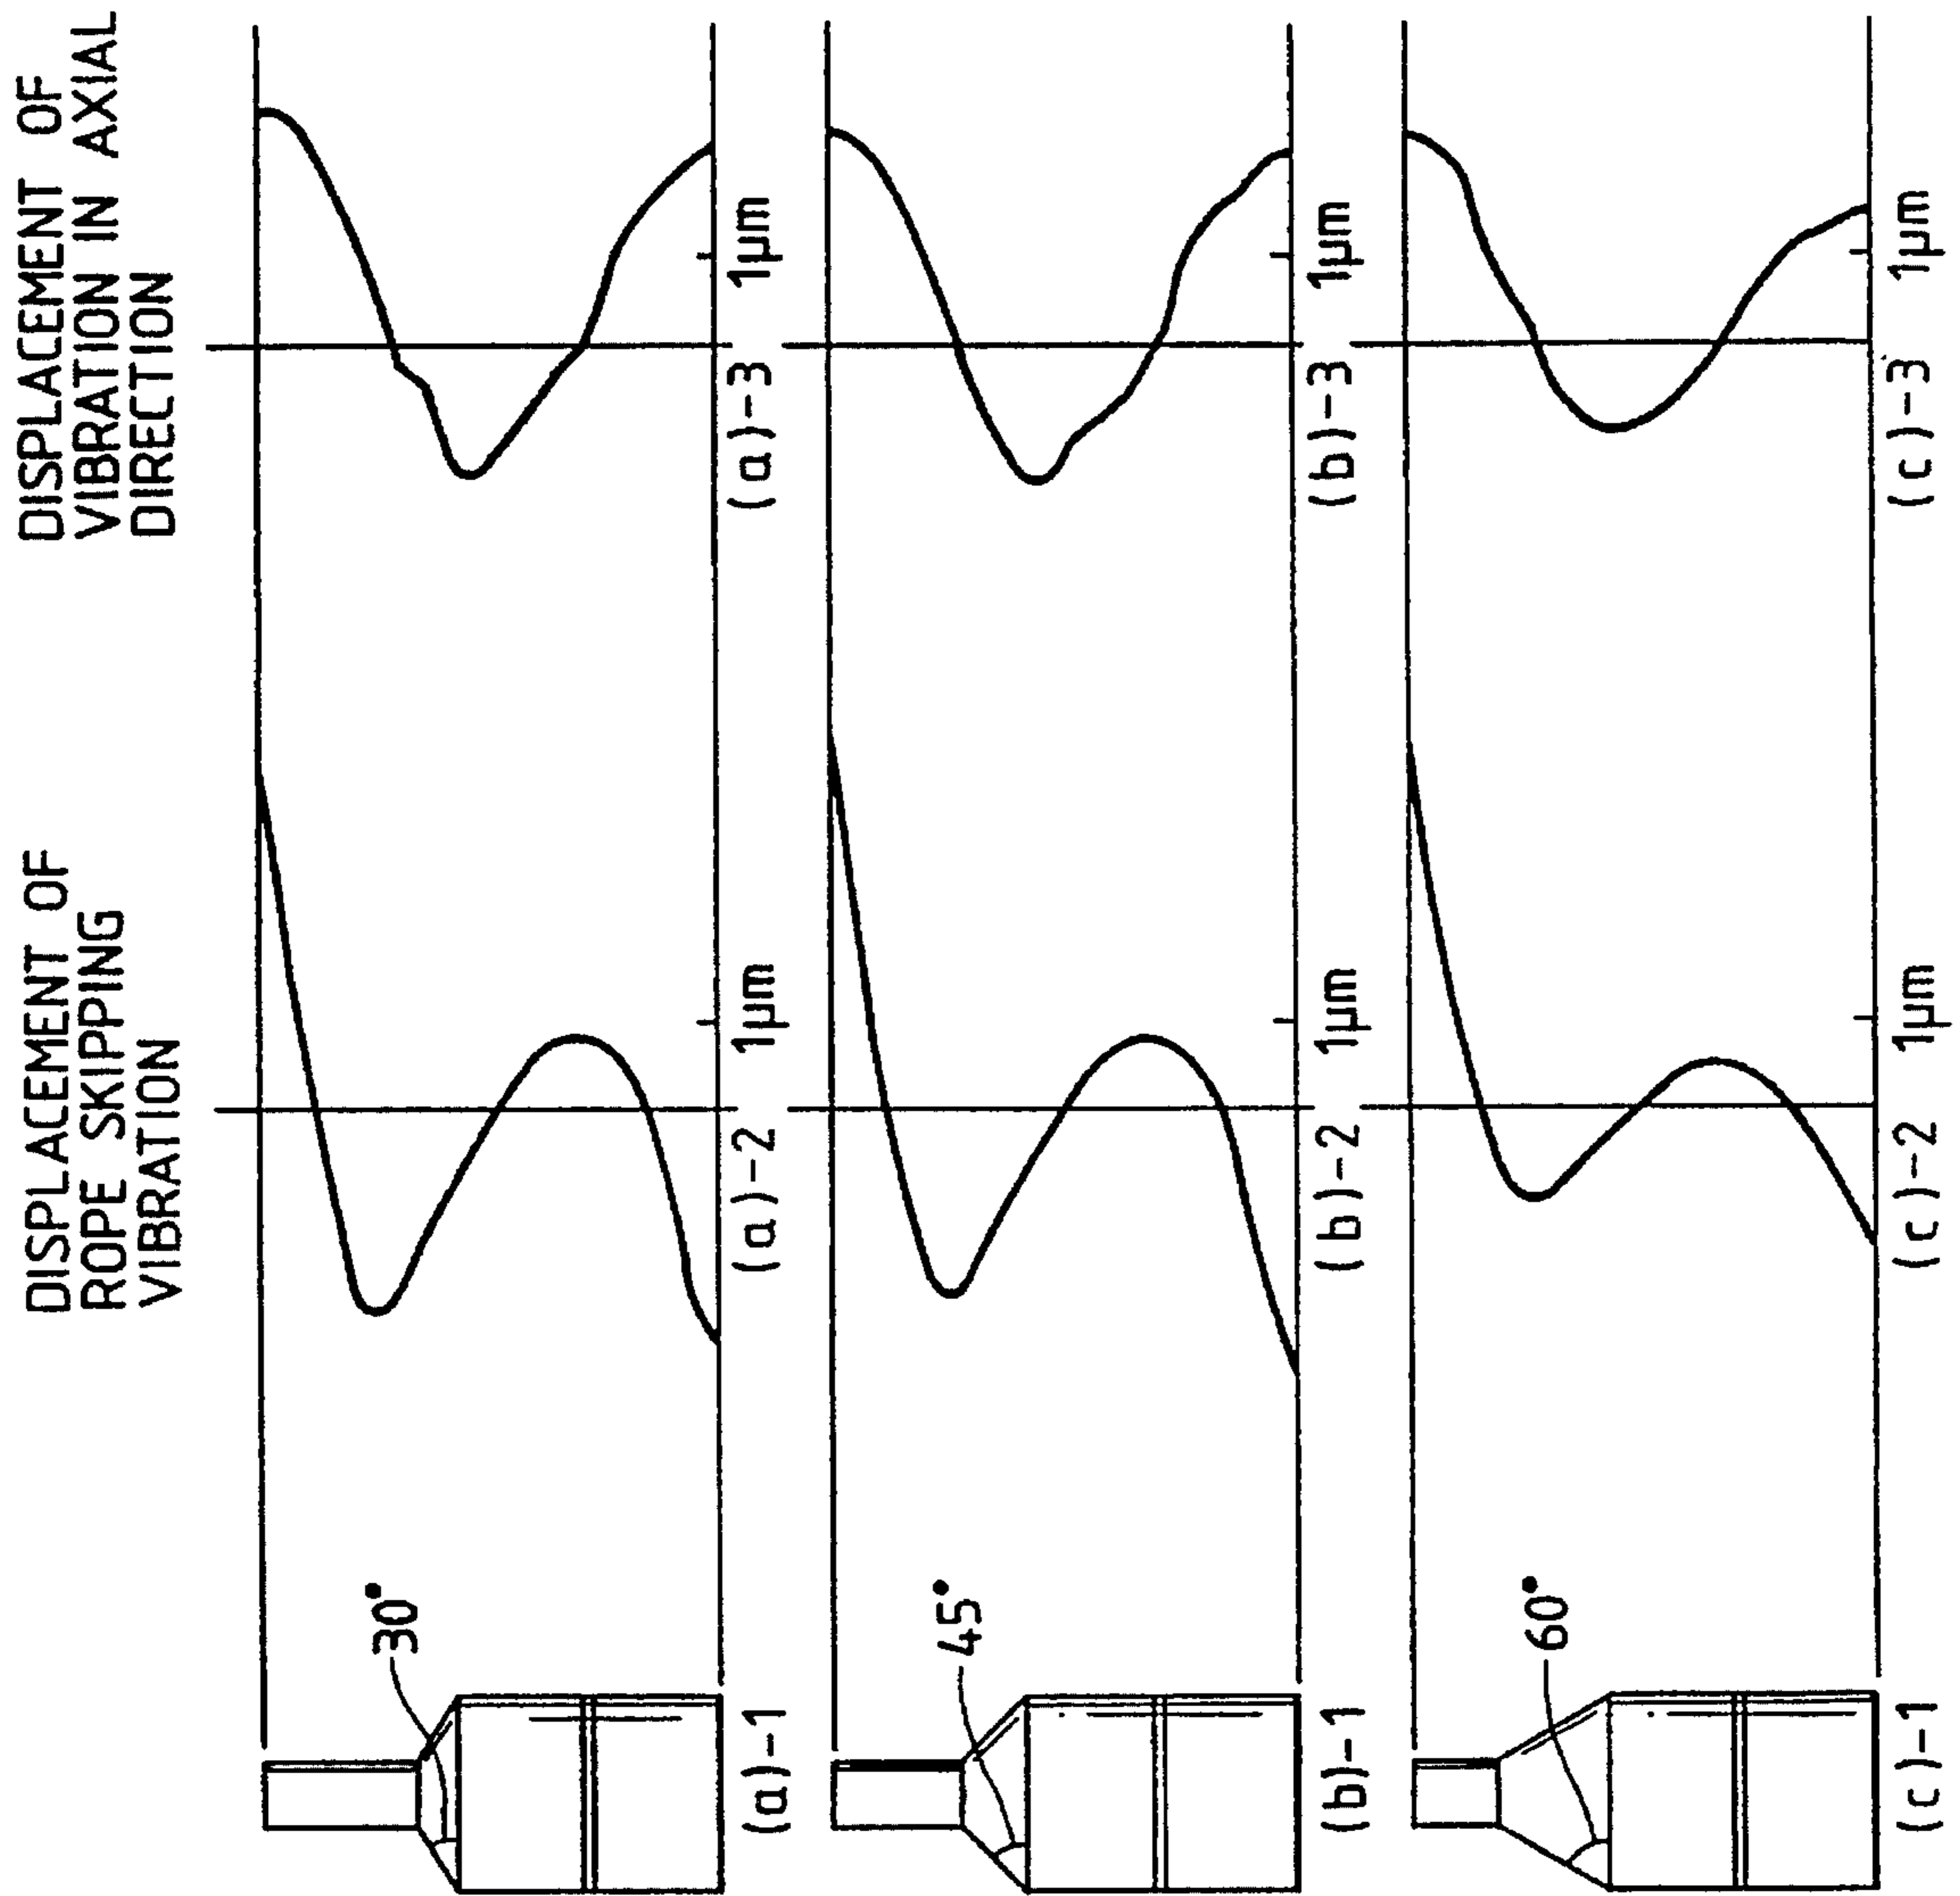 DISPLACEMENT OF
ROPE SKIPPING
VIBRATION
DISPLACEMENT OF
VIBRATION IN AXIAL
DIRECTION
30°
(a)-1
(a)-2
1µm
(a)-3
1µm
45°
(b)-1
(b)-2
1µm
(b)-3
1µm
60°
(c)-1
(c)-2
1µm
(c)-3
1µm